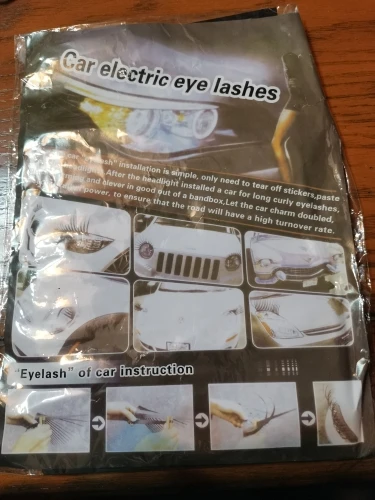 Car electric eye lashes
"eyelash" installation is simple, only need to tear off stickers,paste
After the headlight installed a car for long curly eyelashes,
and clever in good out of a bandbox,Let the car charm doubled,
power, to ensure that the road will have a high turnover rate.
"Eyelash" of car instruction